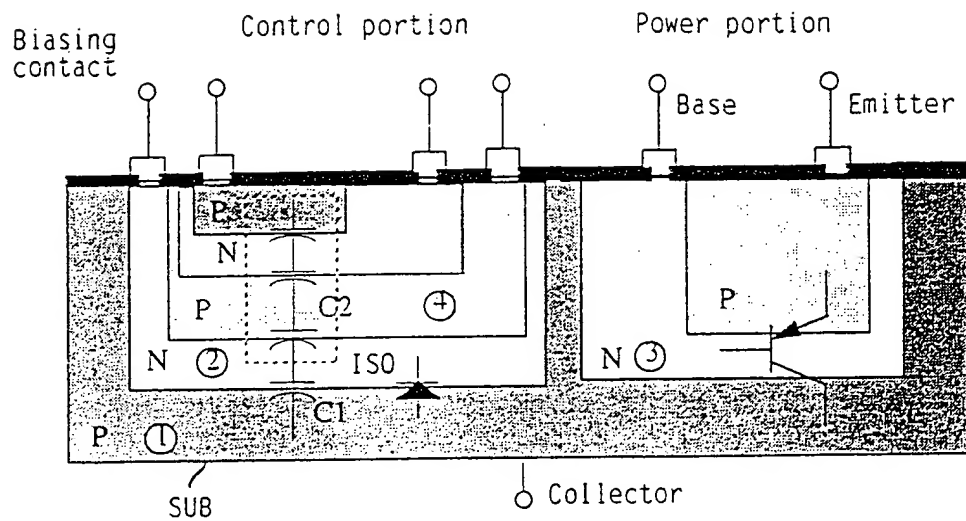 Control portion
Power portion
Biasing
contact
Base
Emitter
P
N
P
C2
④
P
N ②
ISO
N ③
C1
P ①
SUB
Collector